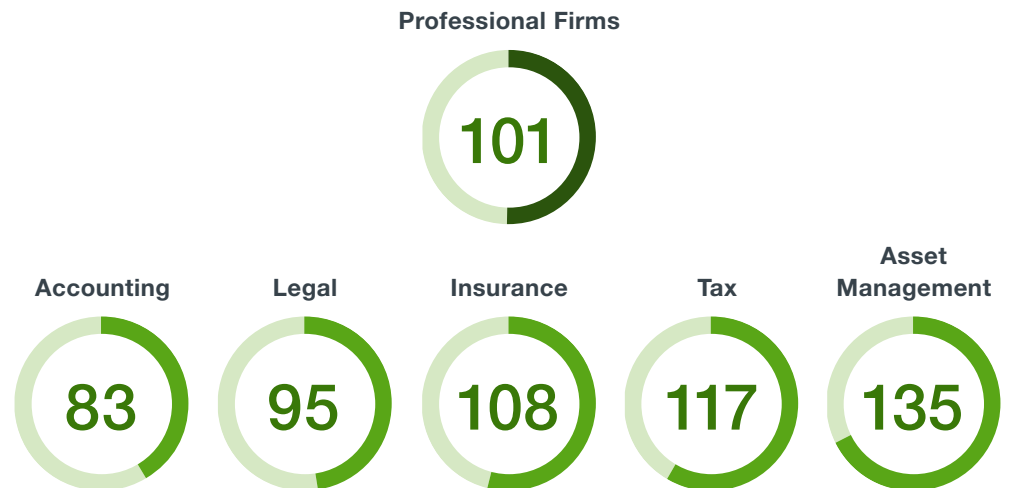 Professional Firms
101
Accounting
83
Legal
95
Insurance
108
Tax
117
Asset
Management
135